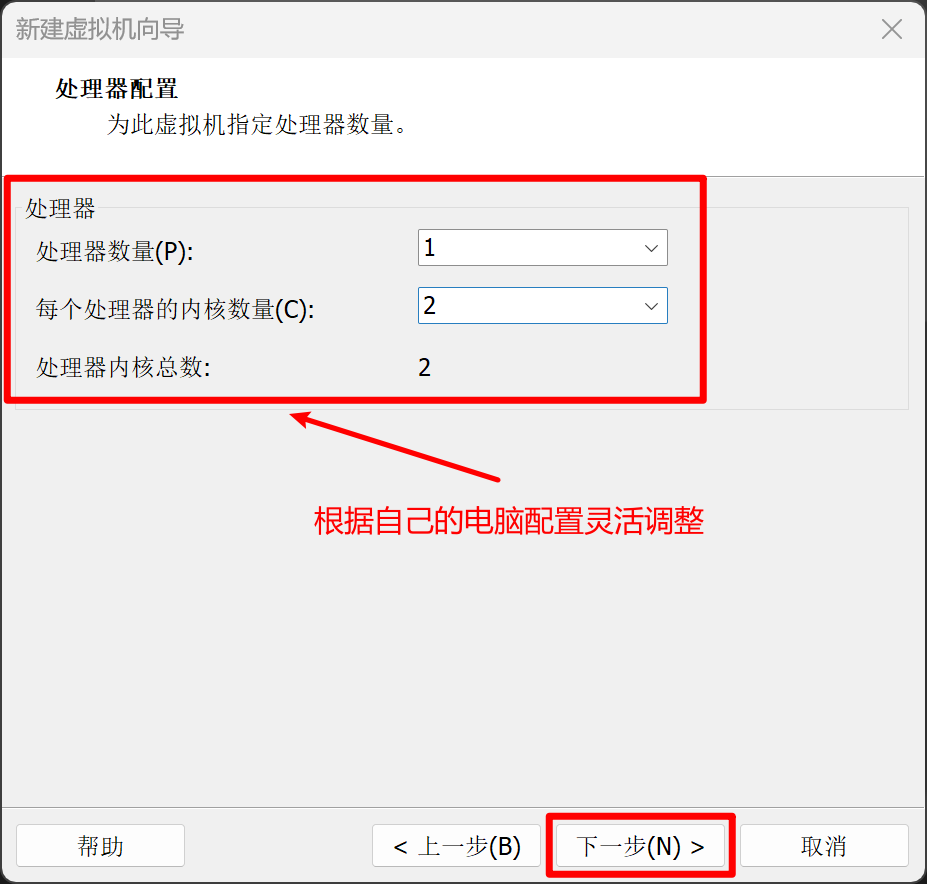 新建虚拟机向导
处理器配置
为此虚拟机指定处理器数量。
处理器
处理器数量(P):
1
每个处理器的内核数量(C):
2
处理器内核总数:
2
根据自己的电脑配置灵活调整
帮助
< 上一步(B)
下一步(N) >
取消